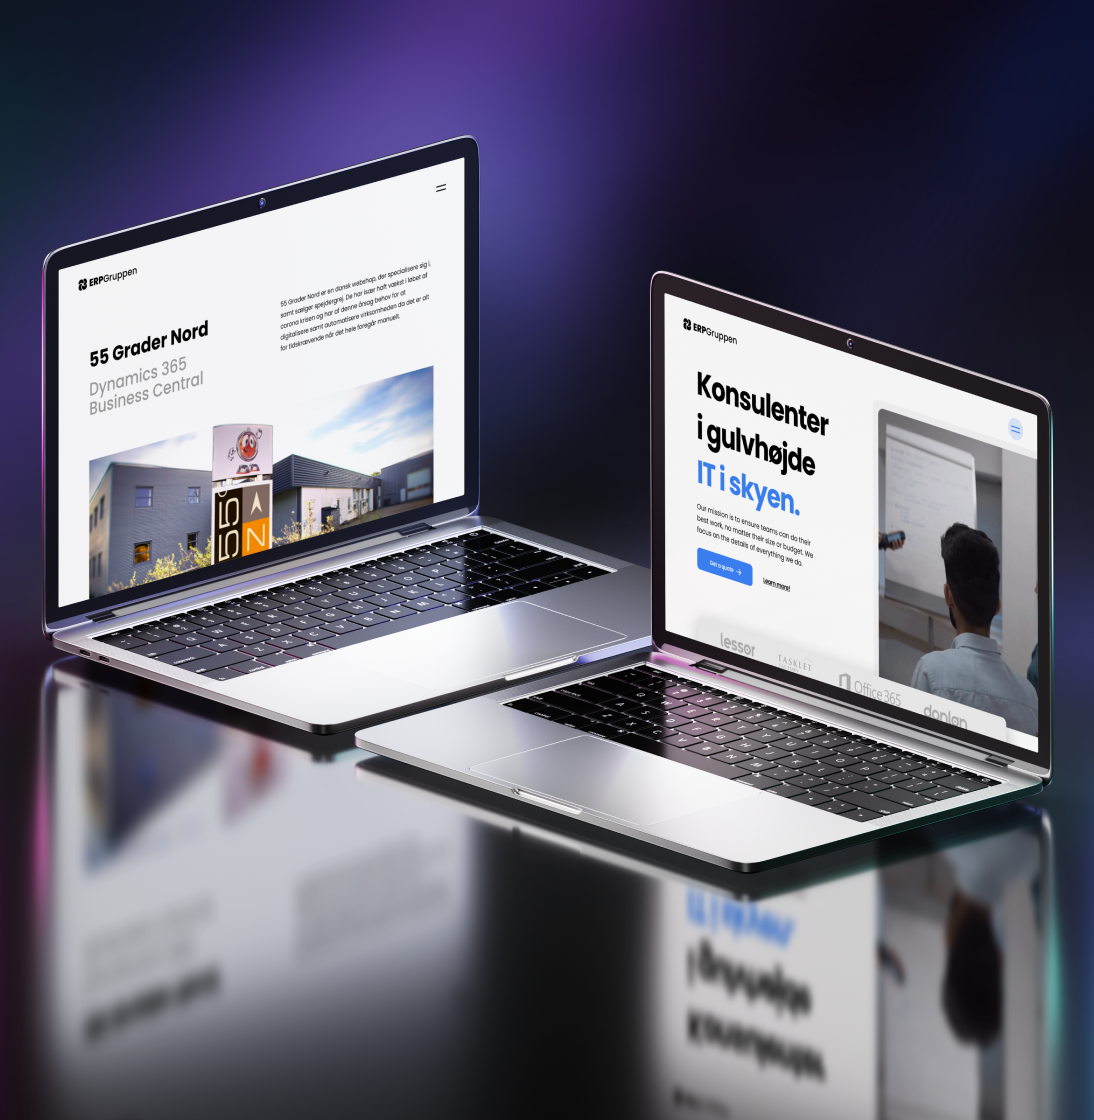 ERPGruppen
55 Grader Nord
Dynamics 365
Business Central
55 Grader Nord er en dansk webshop, der specialisere sig i,
samt sælger spejdergrej. De har især haft vækst i løbet af
corona krisen og har af denne årsag behov for at
digitalisere samt automatisere virksomheden da det er alt
for tidskrævende når det hele foregår manuelt.
55°
N
ERPGruppen
Konsulenter
i gulvhøjde
IT i skyen.
Our mission is to ensure teams can do their
best work, no matter their size or budget. We
focus on the details of everything we do.
Get a quote →
Learn more!
lessor
TASKLET
Office 365
daplan